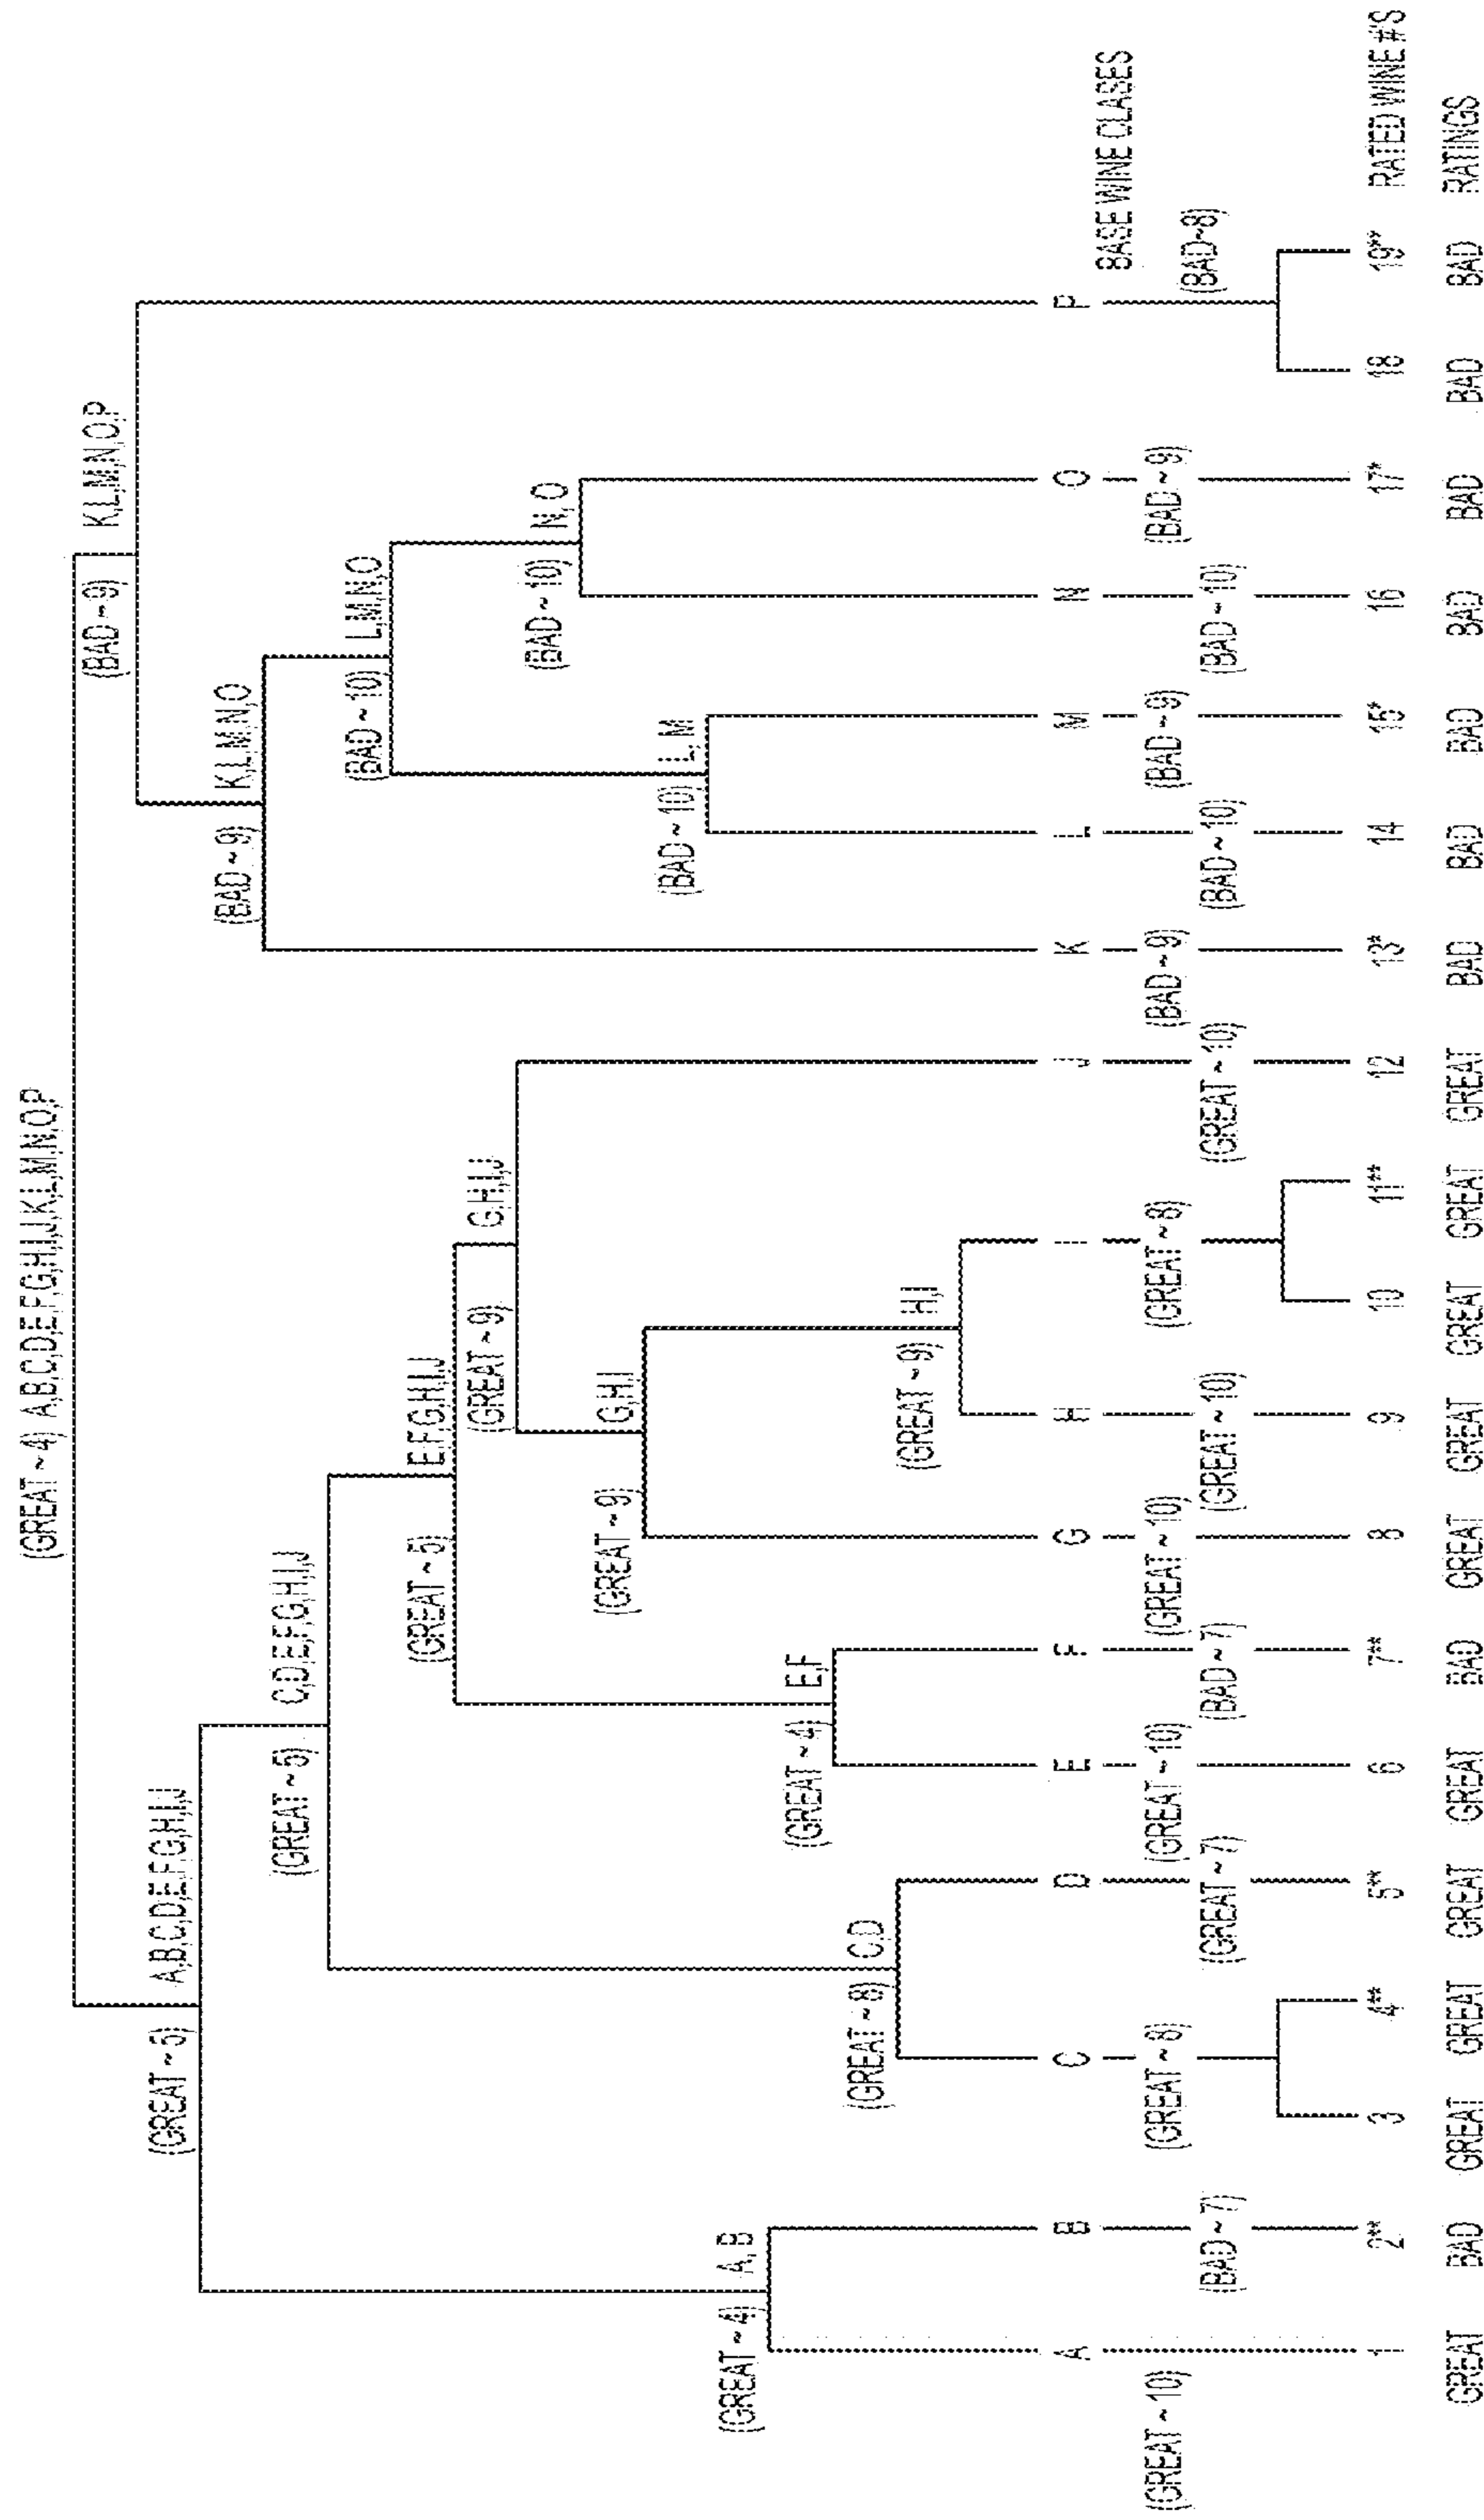 (GREAT ~ 4) A,B,C,D,E,F,G,H,I,J,K,L,M,N,O,P
(BAD ~ 9) K,L,M,N,O,P
(GREAT ~ 5) A,B,C,D,E,F,G,H,I,J
(BAD ~ 9) K,L,M,N,O
(GREAT ~ 5) C,D,E,F,G,H,I,J
(BAD ~ 10) L,M,N,O
(GREAT ~ 5) E,F,G,H,I,J
(GREAT ~ 9) G,H,I,J
(BAD ~ 10) N, O
(GREAT ~ 9) G,H,I
(BAD ~ 10) L, M
(GREAT ~ 4) A, B
(GREAT ~ 4) E,F
(GREAT ~ 8) C,D
(GREAT ~ 9) H,I
A B C D E F G H I J K L M N O P
BASE WINE CLASES
(GREAT ~ 10) (BAD ~ 7) (GREAT ~ 8) (GREAT ~ 7) (GREAT ~ 10) (BAD ~ 7) (GREAT ~ 10) (GREAT ~ 10) (GREAT ~ 8) (GREAT ~ 10) (BAD ~ 9) (BAD ~ 10) (BAD ~ 9) (BAD ~ 10) (BAD ~ 9) (BAD~8)
1 2** 3 4** 5** 6 7** 8 9 10 11** 12 13* 14 15* 16 17* 18 19** RATED WINE #S
GREAT BAD GREAT GREAT GREAT GREAT BAD GREAT GREAT GREAT GREAT GREAT BAD BAD BAD BAD BAD BAD BAD RATINGS